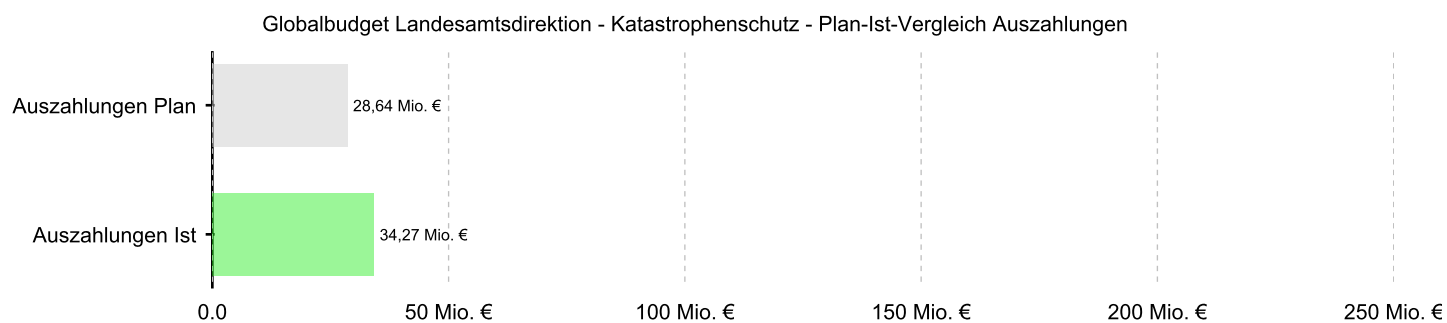 Globalbudget Landesamtsdirektion - Katastrophenschutz - Plan-Ist-Vergleich Auszahlungen
Auszahlungen Plan
28,64 Mio. €
Auszahlungen Ist
34,27 Mio. €
0.0
50 Mio. €
100 Mio. €
150 Mio. €
200 Mio. €
250 Mio. €